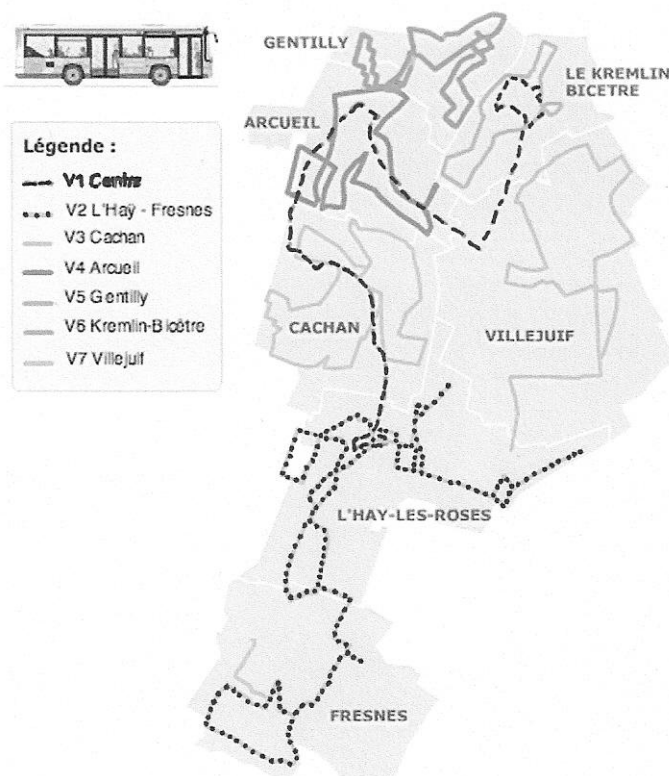 GENTILLY
LE KREMLIN
BICETRE
ARCUEIL
Légende :
V1 Centre
V2 L'Haÿ - Fresnes
V3 Cachan
V4 Arcueil
V5 Gentilly
V6 Kremlin-Bicêtre
V7 Villejuif
CACHAN
VILLEJUIF
L'HAY-LES-ROSES
FRESNES